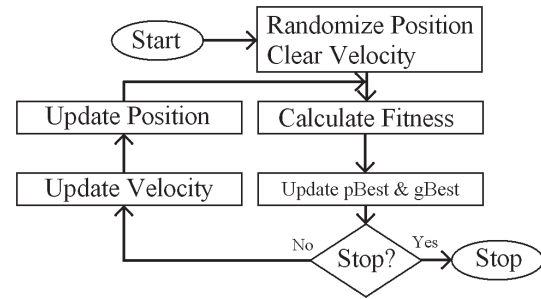 Start
Randomize Position
Clear Velocity
Update Position
Calculate Fitness
Update Velocity
Update pBest & gBest
No
Stop?
Yes
Stop